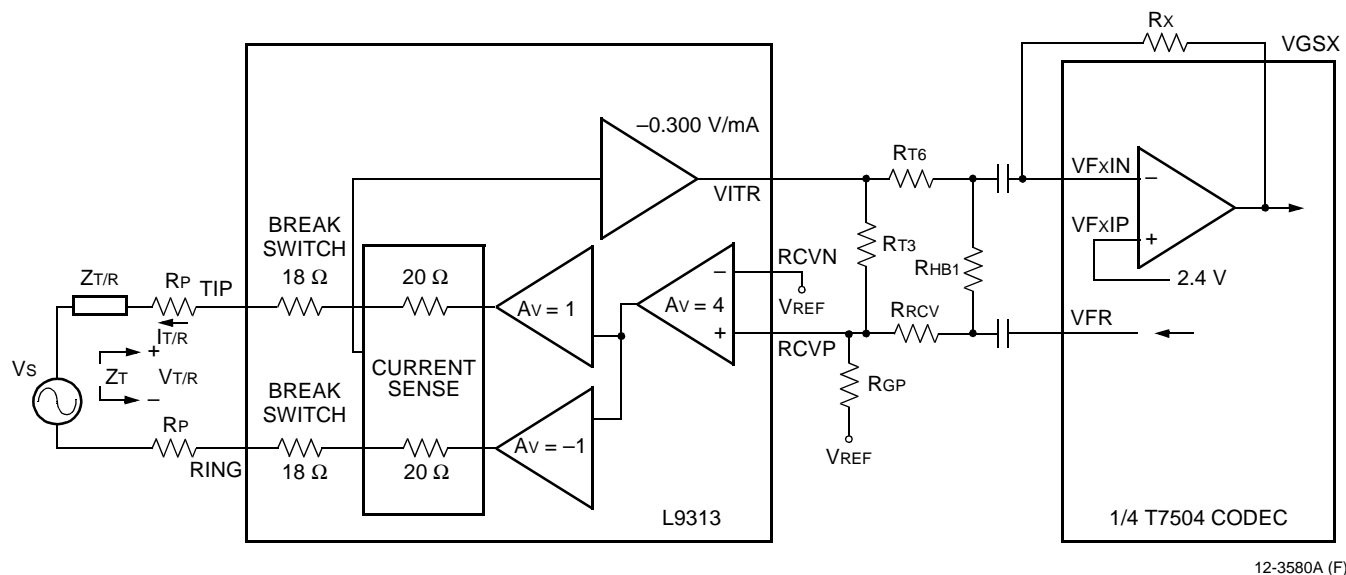 RX
VGSX
–0.300 V/mA
RT6
VITR
VFXIN
–
BREAK
SWITCH
18 Ω
20 Ω
AV = 1
RCVN
VREF
–
AV = 4
+
RCVP
RT3
RHB1
VFXIP
+
2.4 V
ZT/R
RP
TIP
IT/R
RRCV
VFR
VS
+
ZT
VT/R
–
CURRENT
SENSE
BREAK
SWITCH
RGP
VREF
RP
RING
18 Ω
20 Ω
AV = –1
L9313
1/4 T7504 CODEC
12-3580A (F)